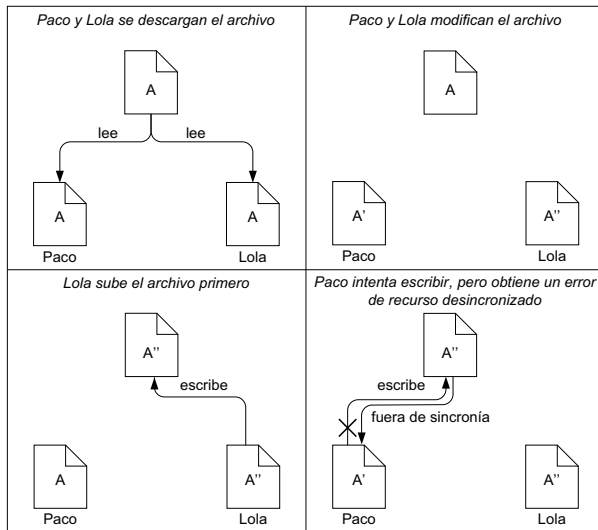 Paco y Lola se descargan el archivo
A
lee
lee
A
A
Paco
Lola
Paco y Lola modifican el archivo
A
A'
A''
Paco
Lola
Lola sube el archivo primero
A''
escribe
A
A''
Paco
Lola
Paco intenta escribir, pero obtiene un error
de recurso desincronizado
A''
escribe
fuera de sincronía
A'
A''
Paco
Lola